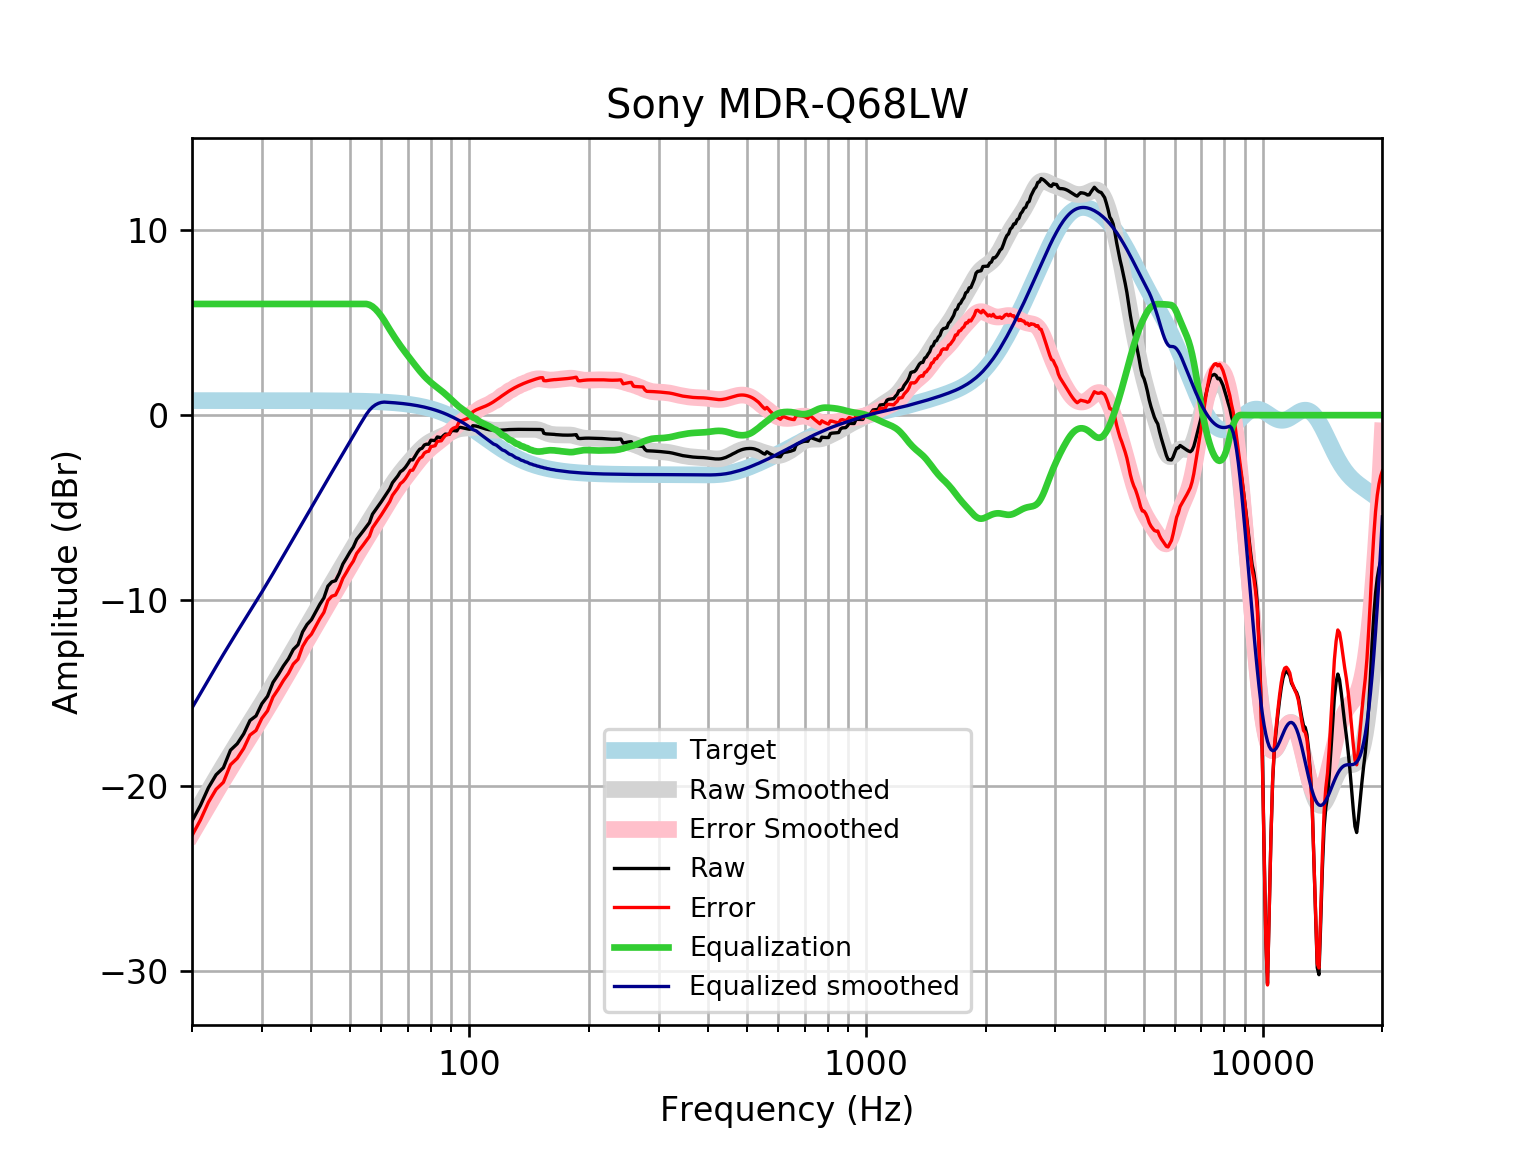 Sony MDR-Q68LW
Amplitude (dBr)
10
0
−10
−20
−30
Target
Raw Smoothed
Error Smoothed
Raw
Error
Equalization
Equalized smoothed
100
1000
10000
Frequency (Hz)